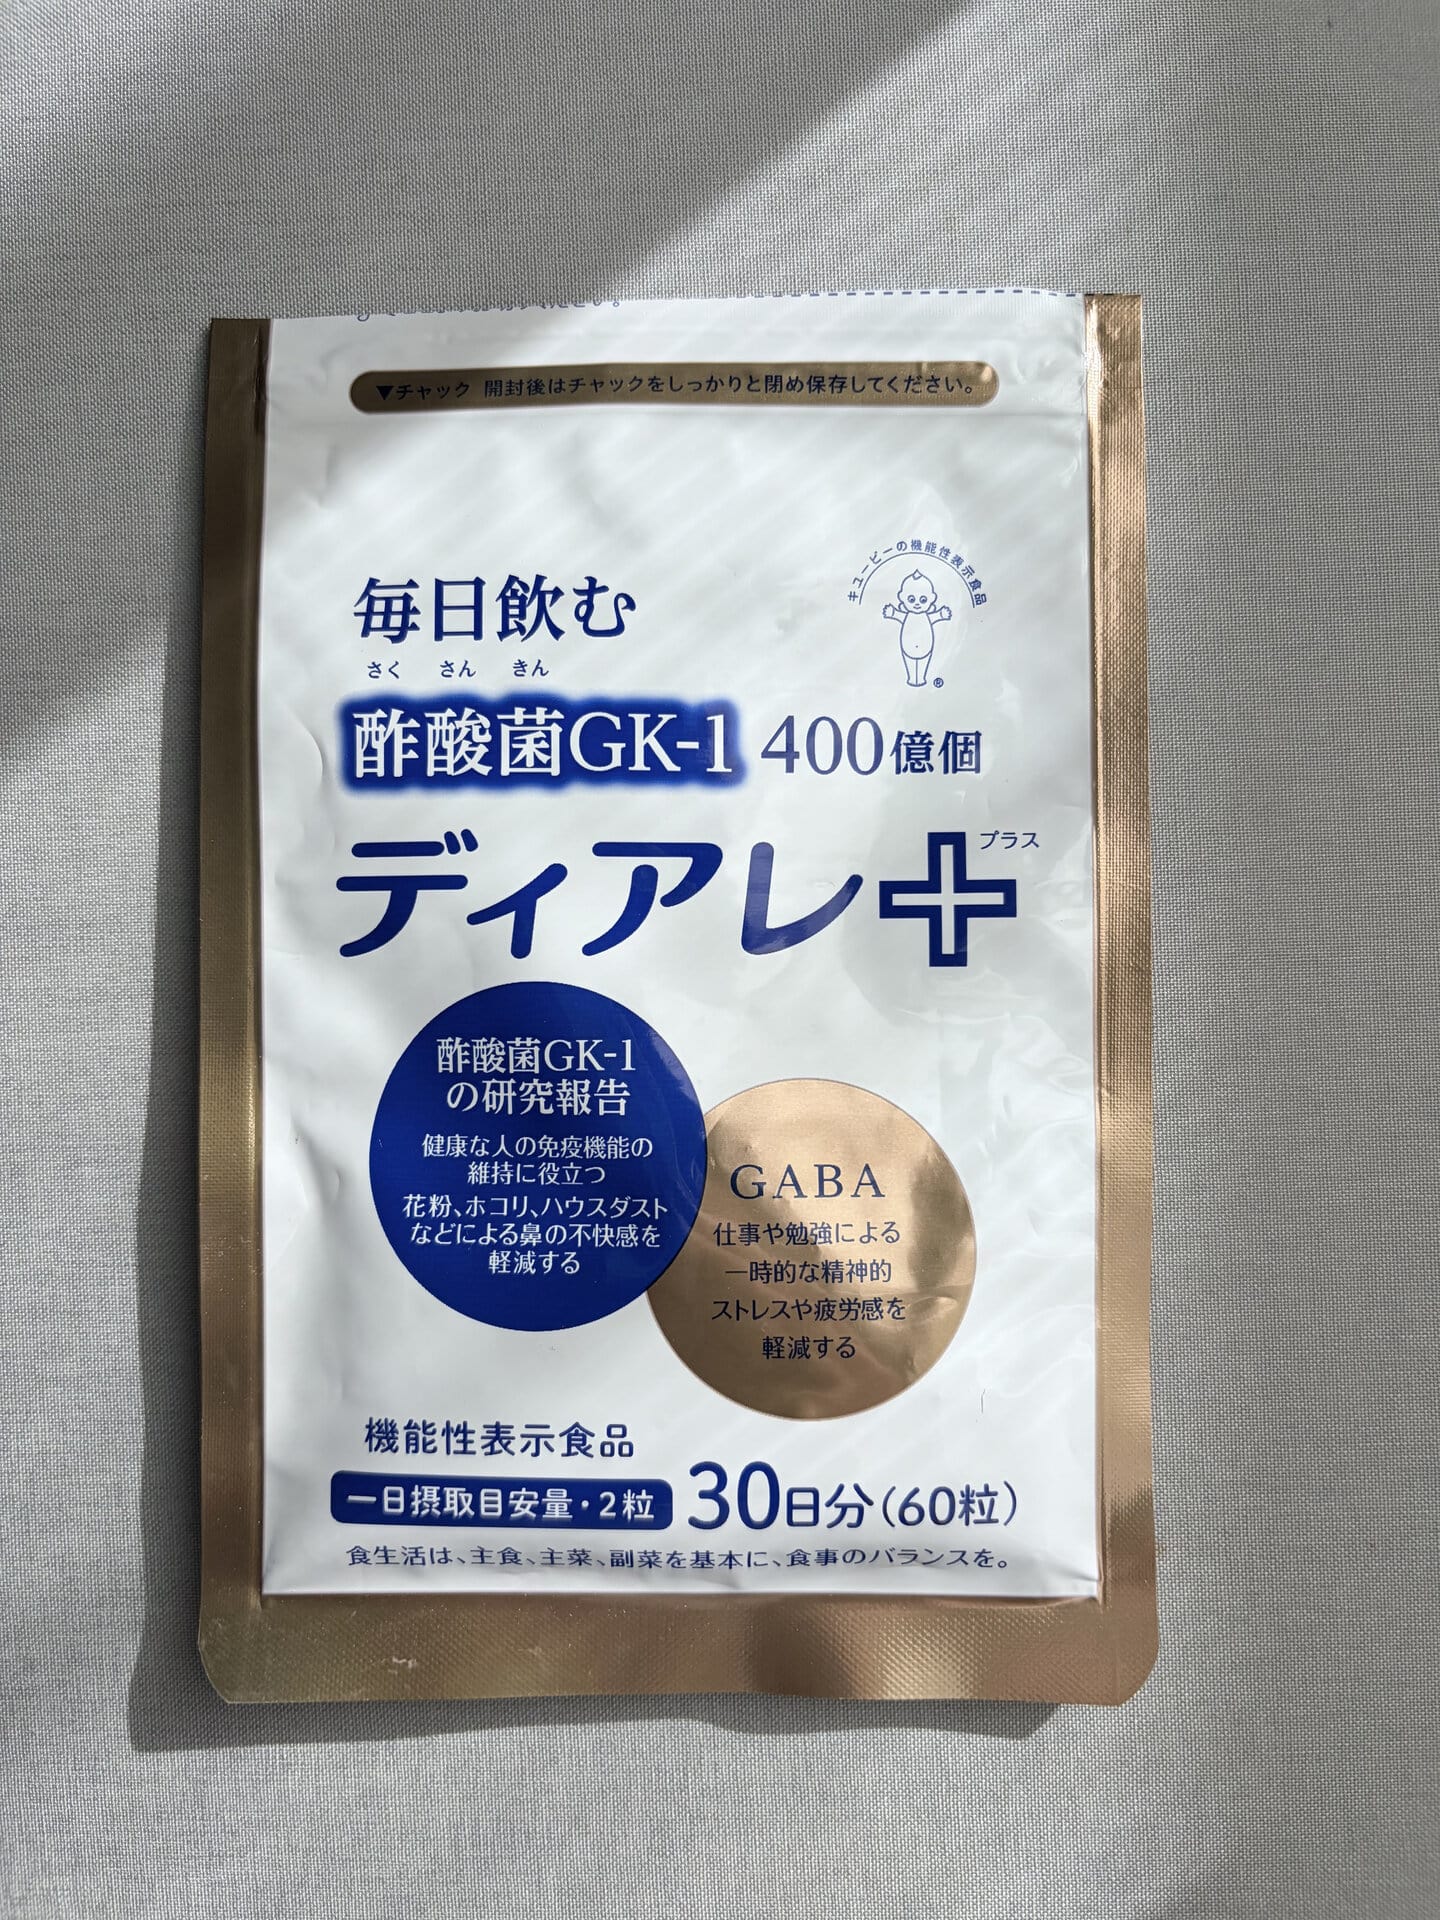 ▼チャック 開封後はチャックをしっかりと閉め保存してください。
キユーピーの機能性表示食品
®
毎日飲む
さく さん きん
酢酸菌GK-1 400億個
プラス
ディアレ+
酢酸菌GK-1
の研究報告
健康な人の免疫機能の
維持に役立つ
花粉、ホコリ、ハウスダスト
などによる鼻の不快感を
軽減する
GABA
仕事や勉強による
一時的な精神的
ストレスや疲労感を
軽減する
機能性表示食品
一日摂取目安量・2粒 30日分(60粒)
食生活は、主食、主菜、副菜を基本に、食事のバランスを。